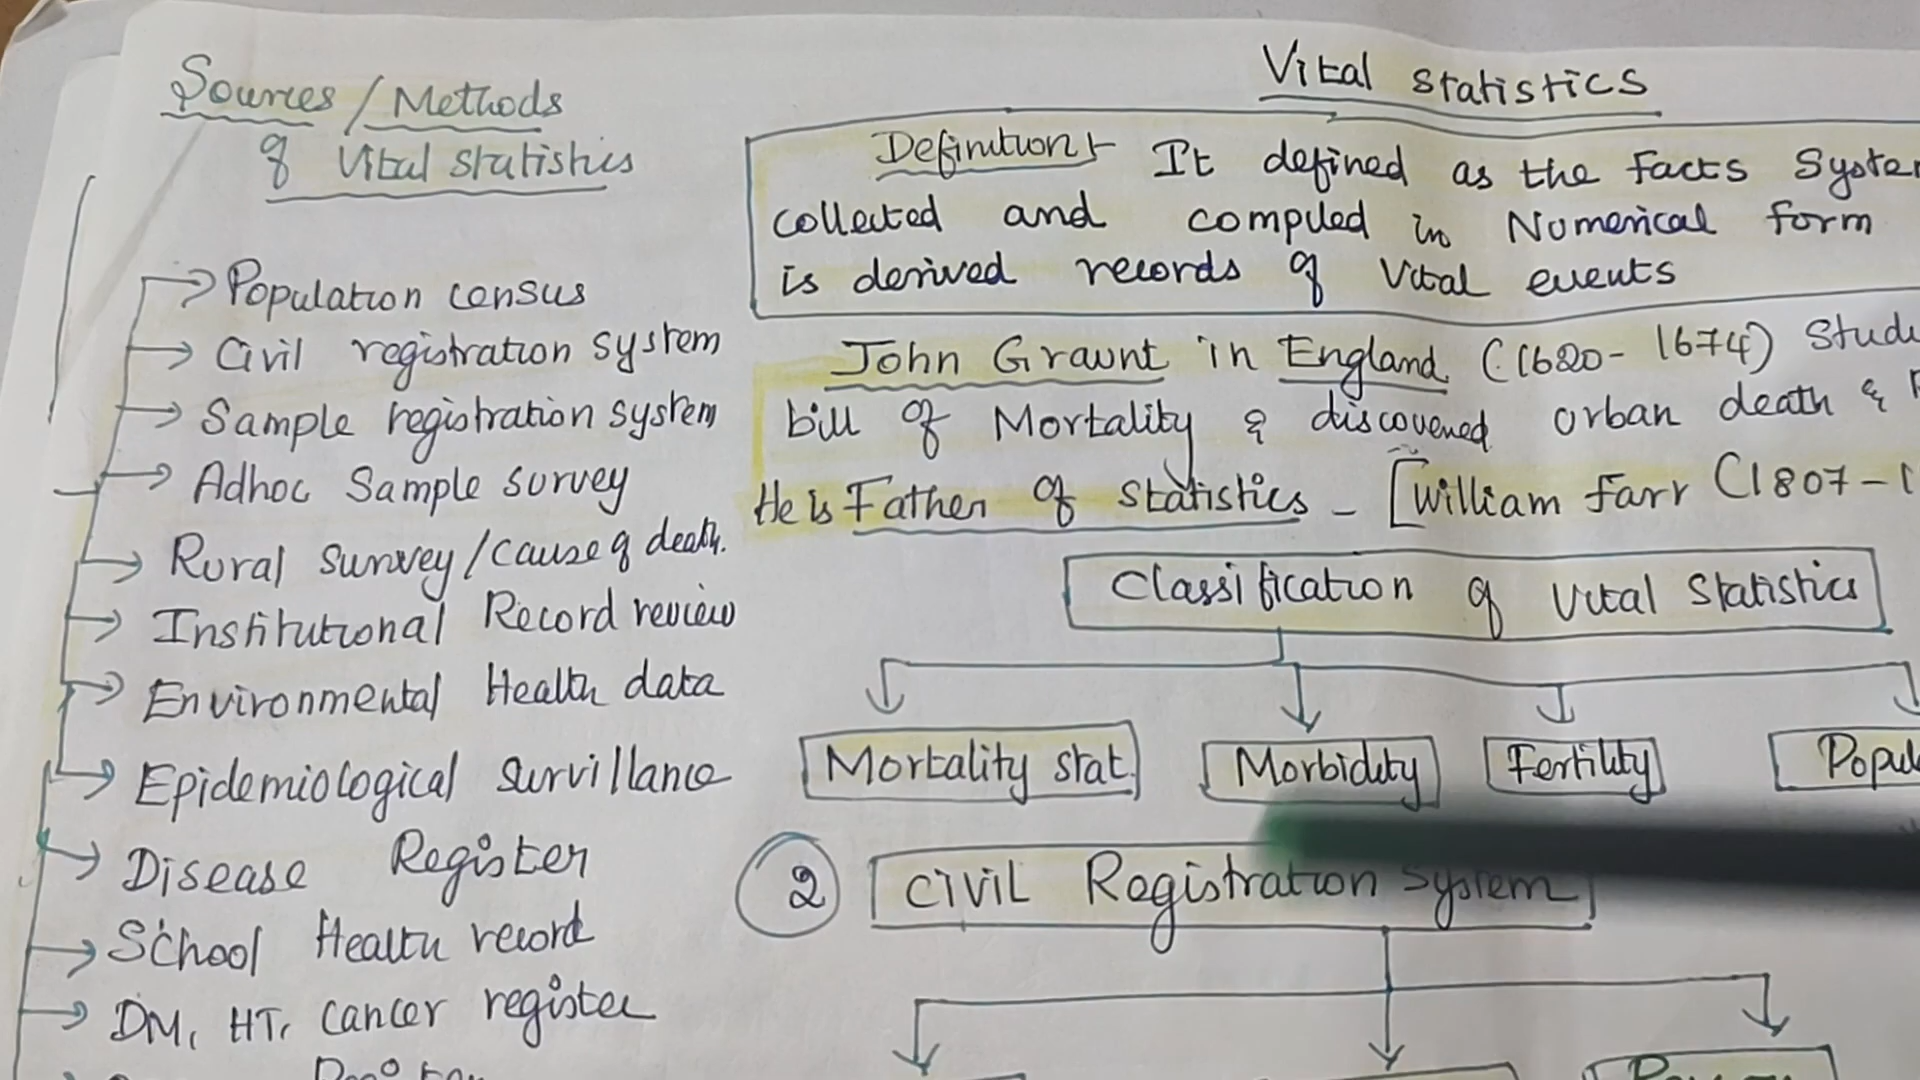 Sources / Methods
of Vital Statistics
Population census
Civil registration system
Sample registration system
Adhoc Sample survey
Rural Survey / cause of death.
Institutional Record review
Environmental Health data
Epidemiological Survillance
Disease Register
School Health record
DM, HT, cancer register
Vital Statistics
Definition :- It defined as the Facts
collected and compiled in Numerical form
is derived records of Vital events
John Graunt in England (1620 - 1674)
bill of Mortality & discovered urban death &
He is Father of Statistics - [William Farr (1807 -
Classification of Vital Statistics
Mortality stat.
Morbidity
Fertility
2
Civil Registration System